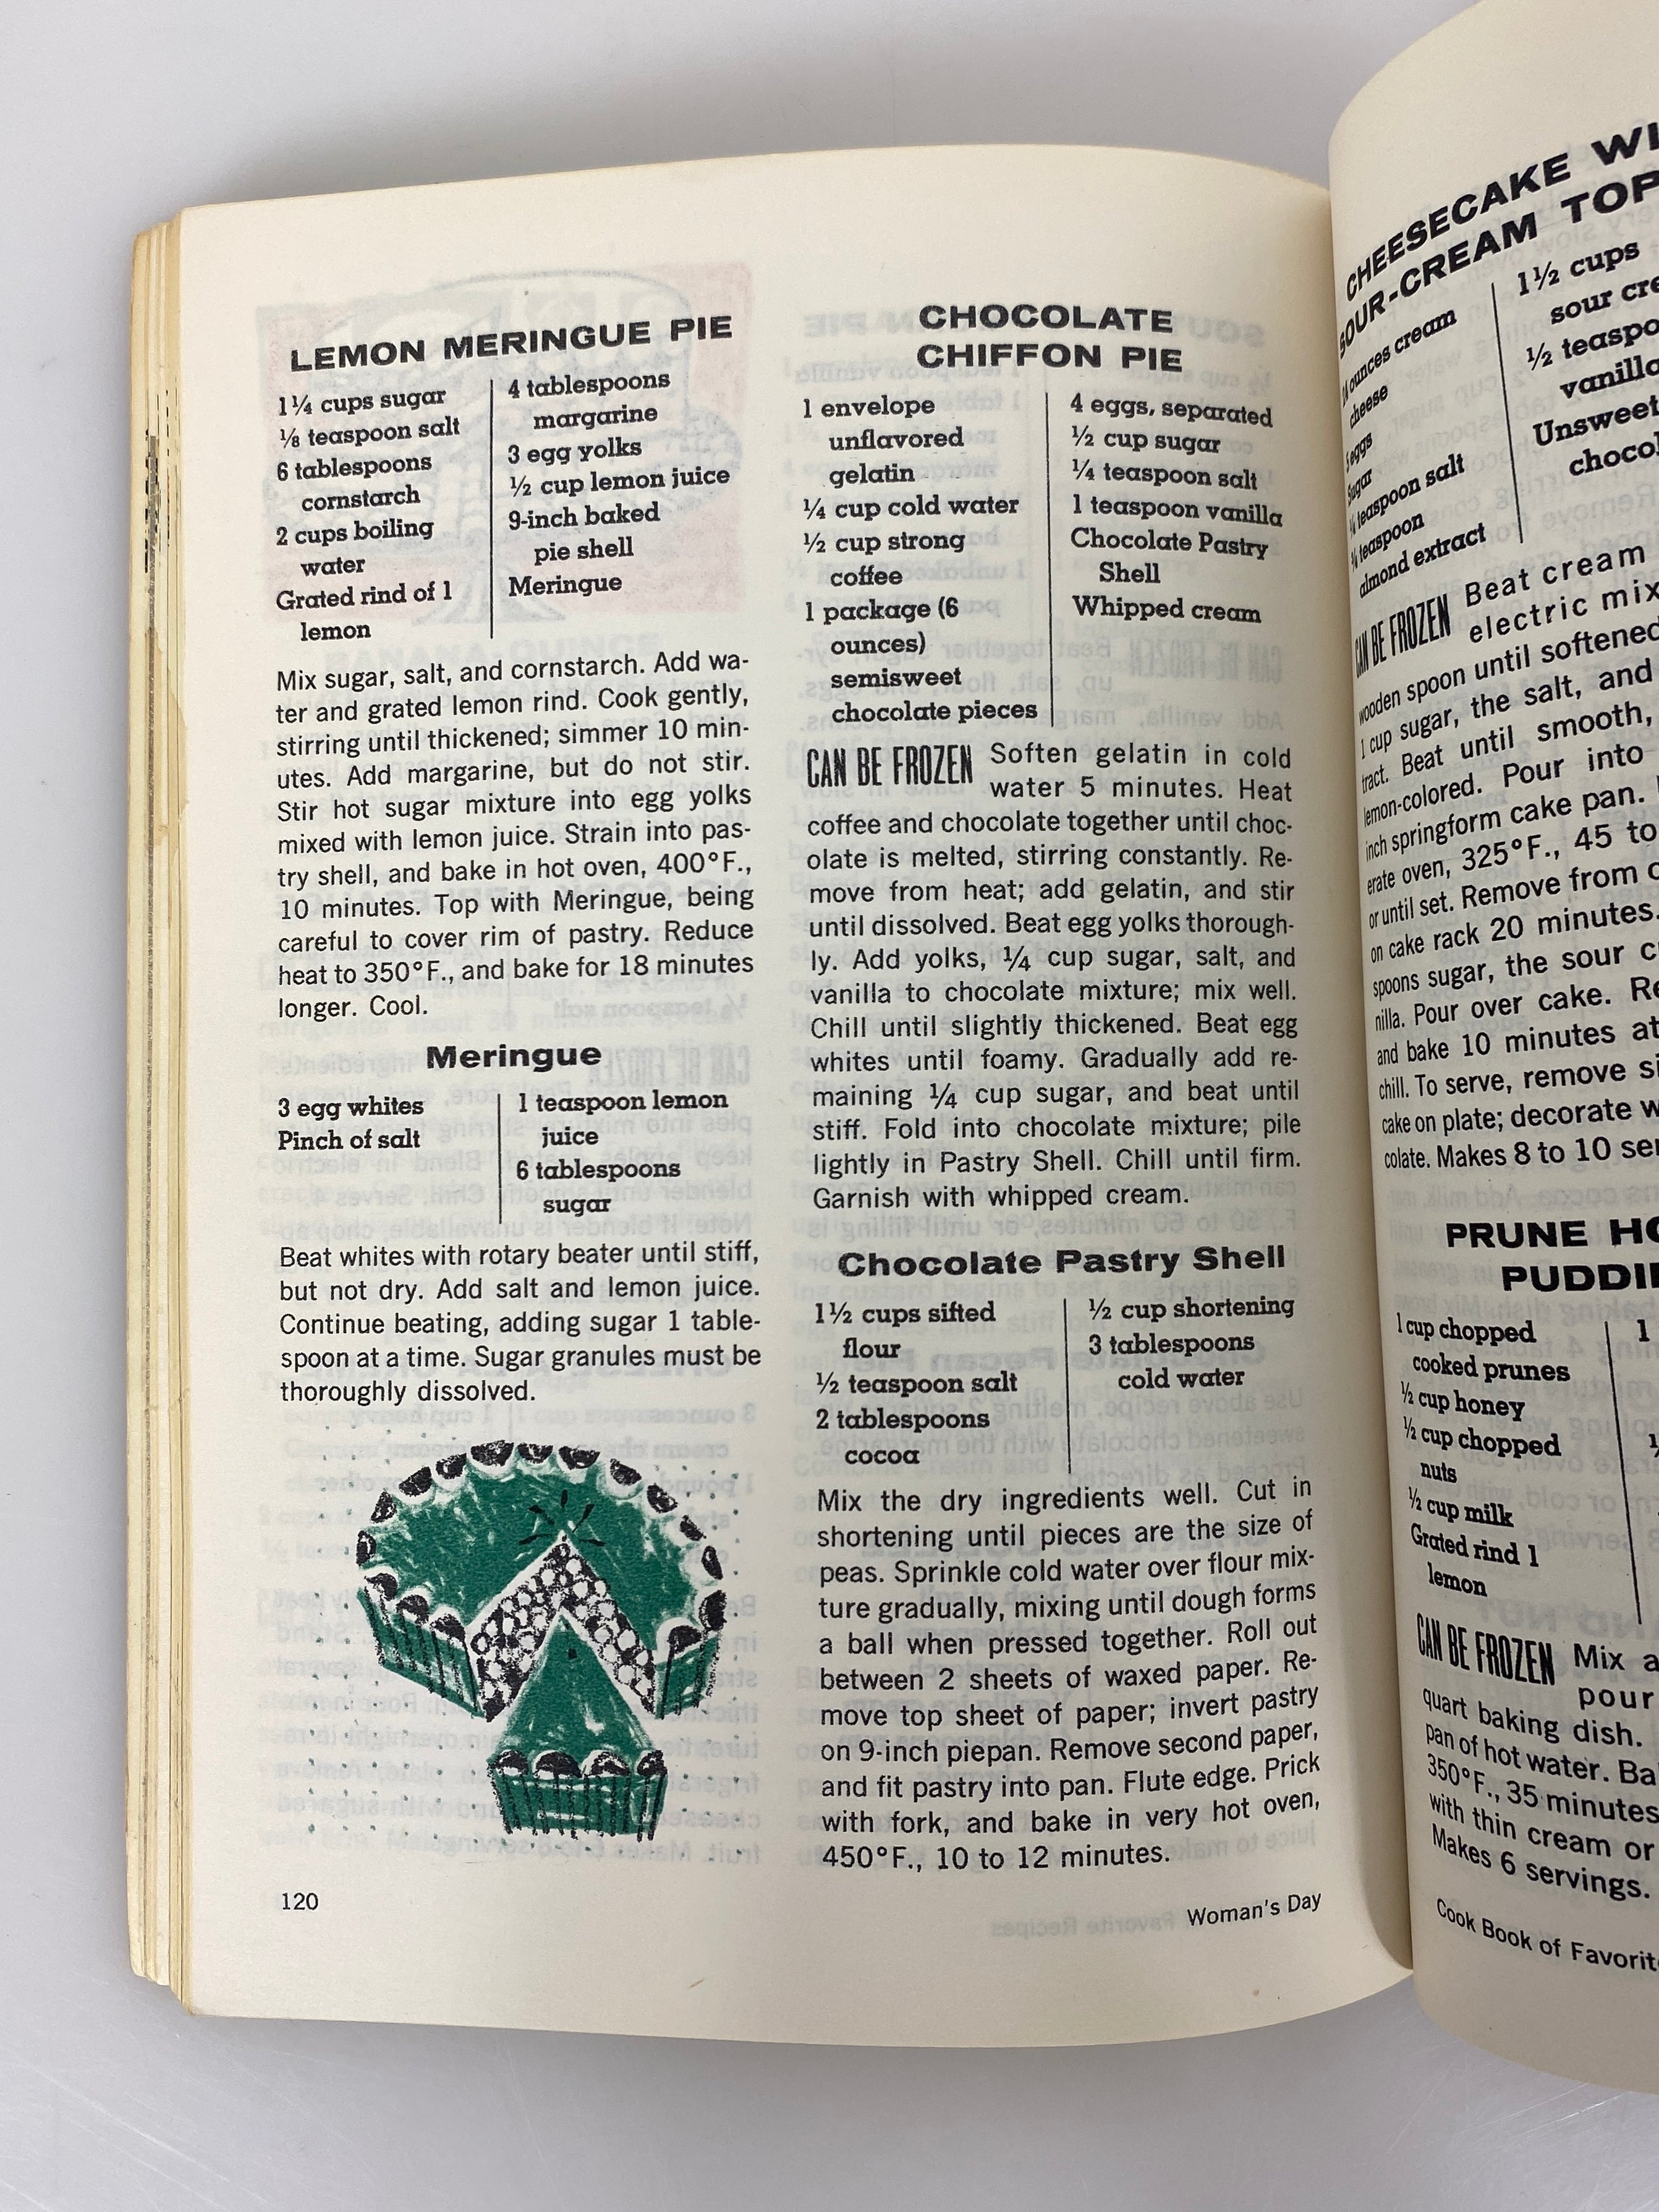 LEMON MERINGUE PIE
1¼ cups sugar
⅛ teaspoon salt
6 tablespoons
cornstarch
2 cups boiling
water
Grated rind of 1
lemon
4 tablespoons
margarine
3 egg yolks
½ cup lemon juice
9-inch baked
pie shell
Meringue
Mix sugar, salt, and cornstarch. Add wa-
ter and grated lemon rind. Cook gently,
stirring until thickened; simmer 10 min-
utes. Add margarine, but do not stir.
Stir hot sugar mixture into egg yolks
mixed with lemon juice. Strain into pas-
try shell, and bake in hot oven, 400°F.,
10 minutes. Top with Meringue, being
careful to cover rim of pastry. Reduce
heat to 350°F., and bake for 18 minutes
longer. Cool.
Meringue
3 egg whites
Pinch of salt
1 teaspoon lemon
juice
6 tablespoons
sugar
Beat whites with rotary beater until stiff,
but not dry. Add salt and lemon juice.
Continue beating, adding sugar 1 table-
spoon at a time. Sugar granules must be
thoroughly dissolved.
120
CHOCOLATE
CHIFFON PIE
1 envelope
unflavored
gelatin
¼ cup cold water
½ cup strong
coffee
1 package (6
ounces)
semisweet
chocolate pieces
4 eggs, separated
½ cup sugar
¼ teaspoon salt
1 teaspoon vanilla
Chocolate Pastry
Shell
Whipped cream
CAN BE FROZEN Soften gelatin in cold
water 5 minutes. Heat
coffee and chocolate together until choc-
olate is melted, stirring constantly. Re-
move from heat; add gelatin, and stir
until dissolved. Beat egg yolks thorough-
ly. Add yolks, ¼ cup sugar, salt, and
vanilla to chocolate mixture; mix well.
Chill until slightly thickened. Beat egg
whites until foamy. Gradually add re-
maining ¼ cup sugar, and beat until
stiff. Fold into chocolate mixture; pile
lightly in Pastry Shell. Chill until firm.
Garnish with whipped cream.
Chocolate Pastry Shell
1½ cups sifted
flour
½ teaspoon salt
2 tablespoons
cocoa
½ cup shortening
3 tablespoons
cold water
Mix the dry ingredients well. Cut in
shortening until pieces are the size of
peas. Sprinkle cold water over flour mix-
ture gradually, mixing until dough forms
a ball when pressed together. Roll out
between 2 sheets of waxed paper. Re-
move top sheet of paper; invert pastry
on 9-inch piepan. Remove second paper,
and fit pastry into pan. Flute edge. Prick
with fork, and bake in very hot oven,
450°F., 10 to 12 minutes.
Woman's Day
CHEESECAKE
SOUR-CREAM
ounces cream
cheese
eggs
Sugar
teaspoon salt
teaspoon
almond extract
1½ cups
sour
½
Unsweet
CAN BE FROZEN Beat cream
electric
wooden spoon until softened
1 cup sugar, the salt, and
tract. Beat until smooth,
lemon-colored. Pour into
inch springform cake pan.
erate oven, 325°F., 45 to
or until set. Remove from
on cake rack 20 minutes.
spoons sugar, the sour
nilla. Pour over cake.
and bake 10 minutes at
chill. To serve, remove
cake on plate; decorate
colate. Makes 8 to 10
PRUNE
1 cup chopped
cooked prunes
½ cup honey
½ cup chopped
nuts
½ cup milk
Grated rind 1
lemon
1
CAN BE FROZEN Mix
pour
quart baking dish.
pan of hot water.
350°F., 35 minutes
with thin cream or
Makes 6 servings.
Cook Book of